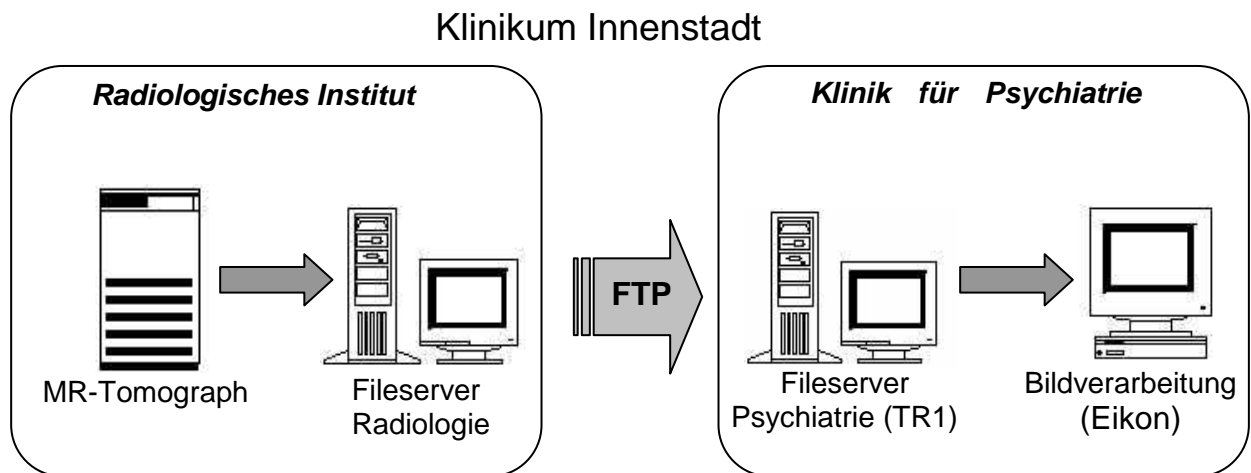 Klinikum Innenstadt
Radiologisches Institut
Klinik für Psychiatrie
FTP
MR-Tomograph
Fileserver
Radiologie
Fileserver
Psychiatrie (TR1)
Bildverarbeitung
(Eikon)